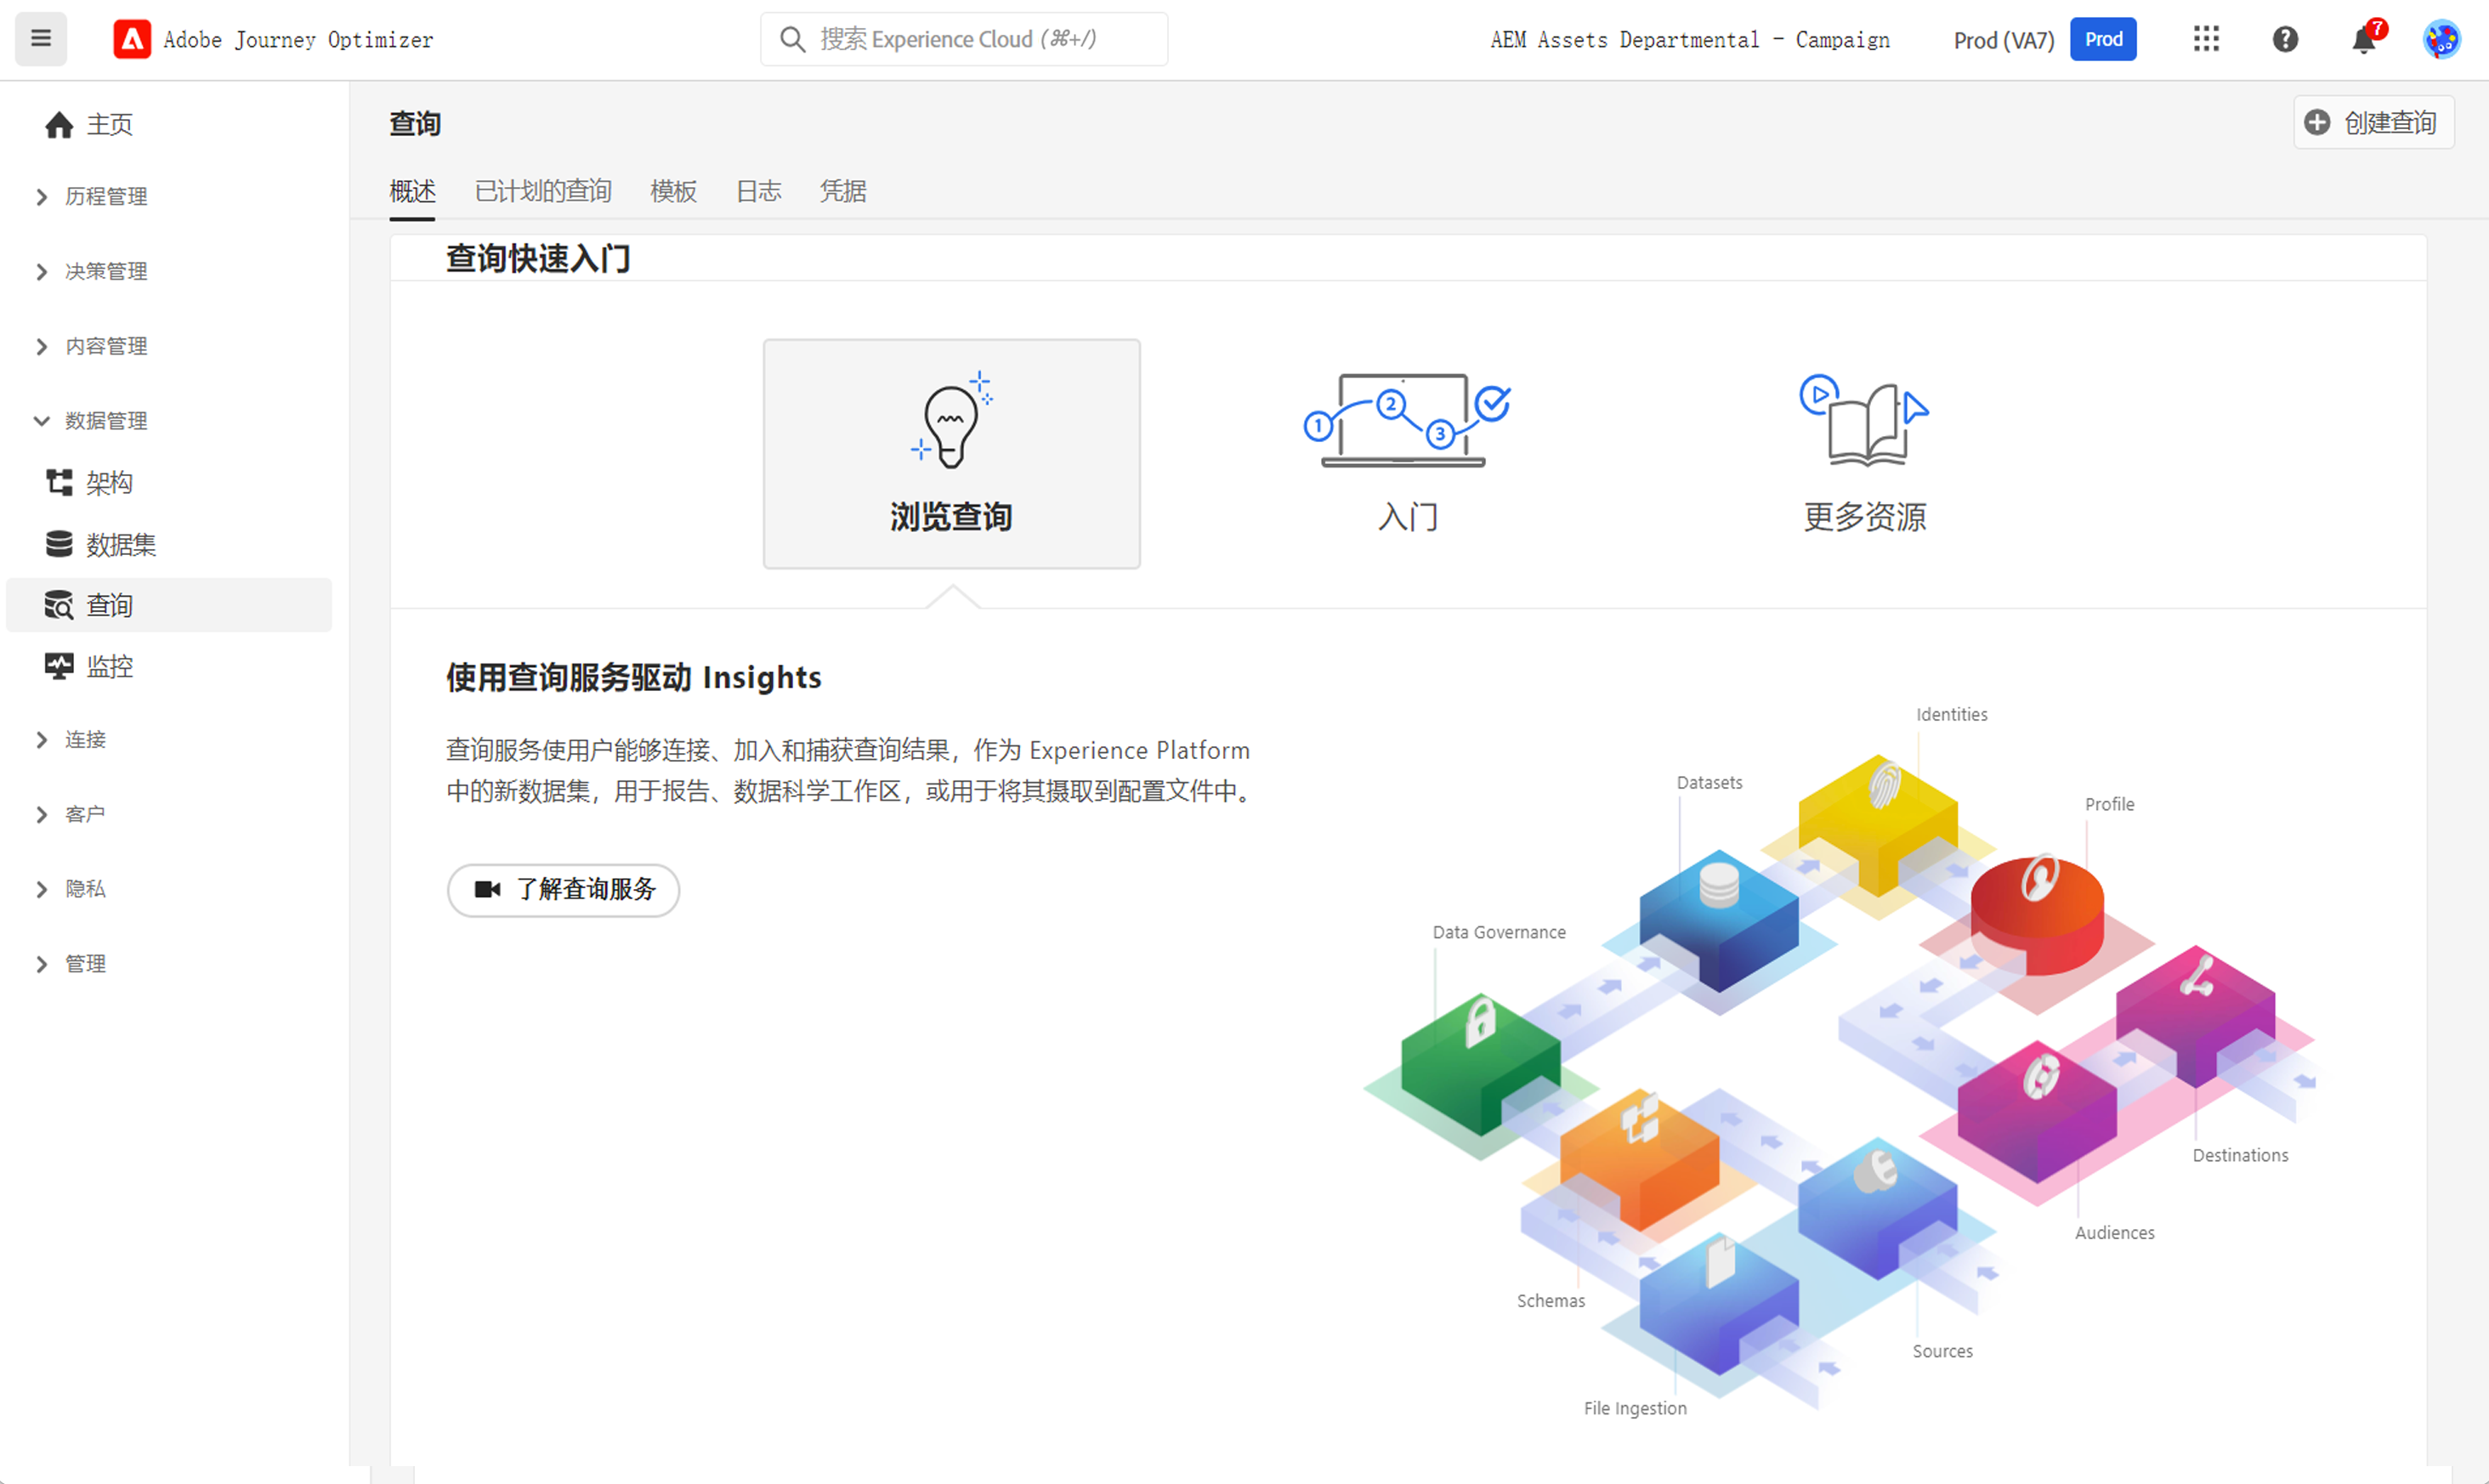 Adobe Journey Optimizer
搜索 Experience Cloud (⌘+/)
AEM Assets Departmental - Campaign
Prod (VA7)
Prod
7
主页
历程管理
决策管理
内容管理
数据管理
架构
数据集
查询
监控
连接
客户
隐私
管理
查询
创建查询
概述
已计划的查询
模板
日志
凭据
查询快速入门
浏览查询
1
2
3
入门
更多资源
使用查询服务驱动 Insights
查询服务使用户能够连接、加入和捕获查询结果，作为 Experience Platform
中的新数据集，用于报告、数据科学工作区，或用于将其摄取到配置文件中。
了解查询服务
Identities
Datasets
Profile
Data Governance
Destinations
Audiences
Schemas
Sources
File Ingestion